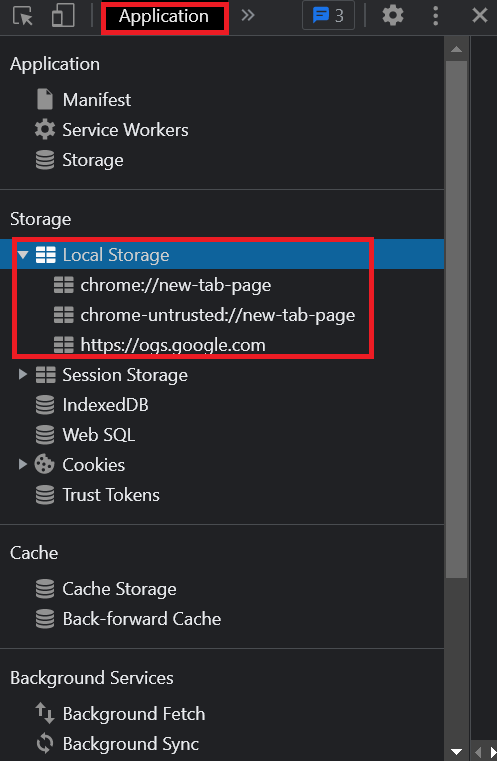 Application
3
Application
Manifest
Service Workers
Storage
Storage
Local Storage
chrome://new-tab-page
chrome-untrusted://new-tab-page
https://ogs.google.com
Session Storage
IndexedDB
Web SQL
Cookies
Trust Tokens
Cache
Cache Storage
Back-forward Cache
Background Services
Background Fetch
Background Sync